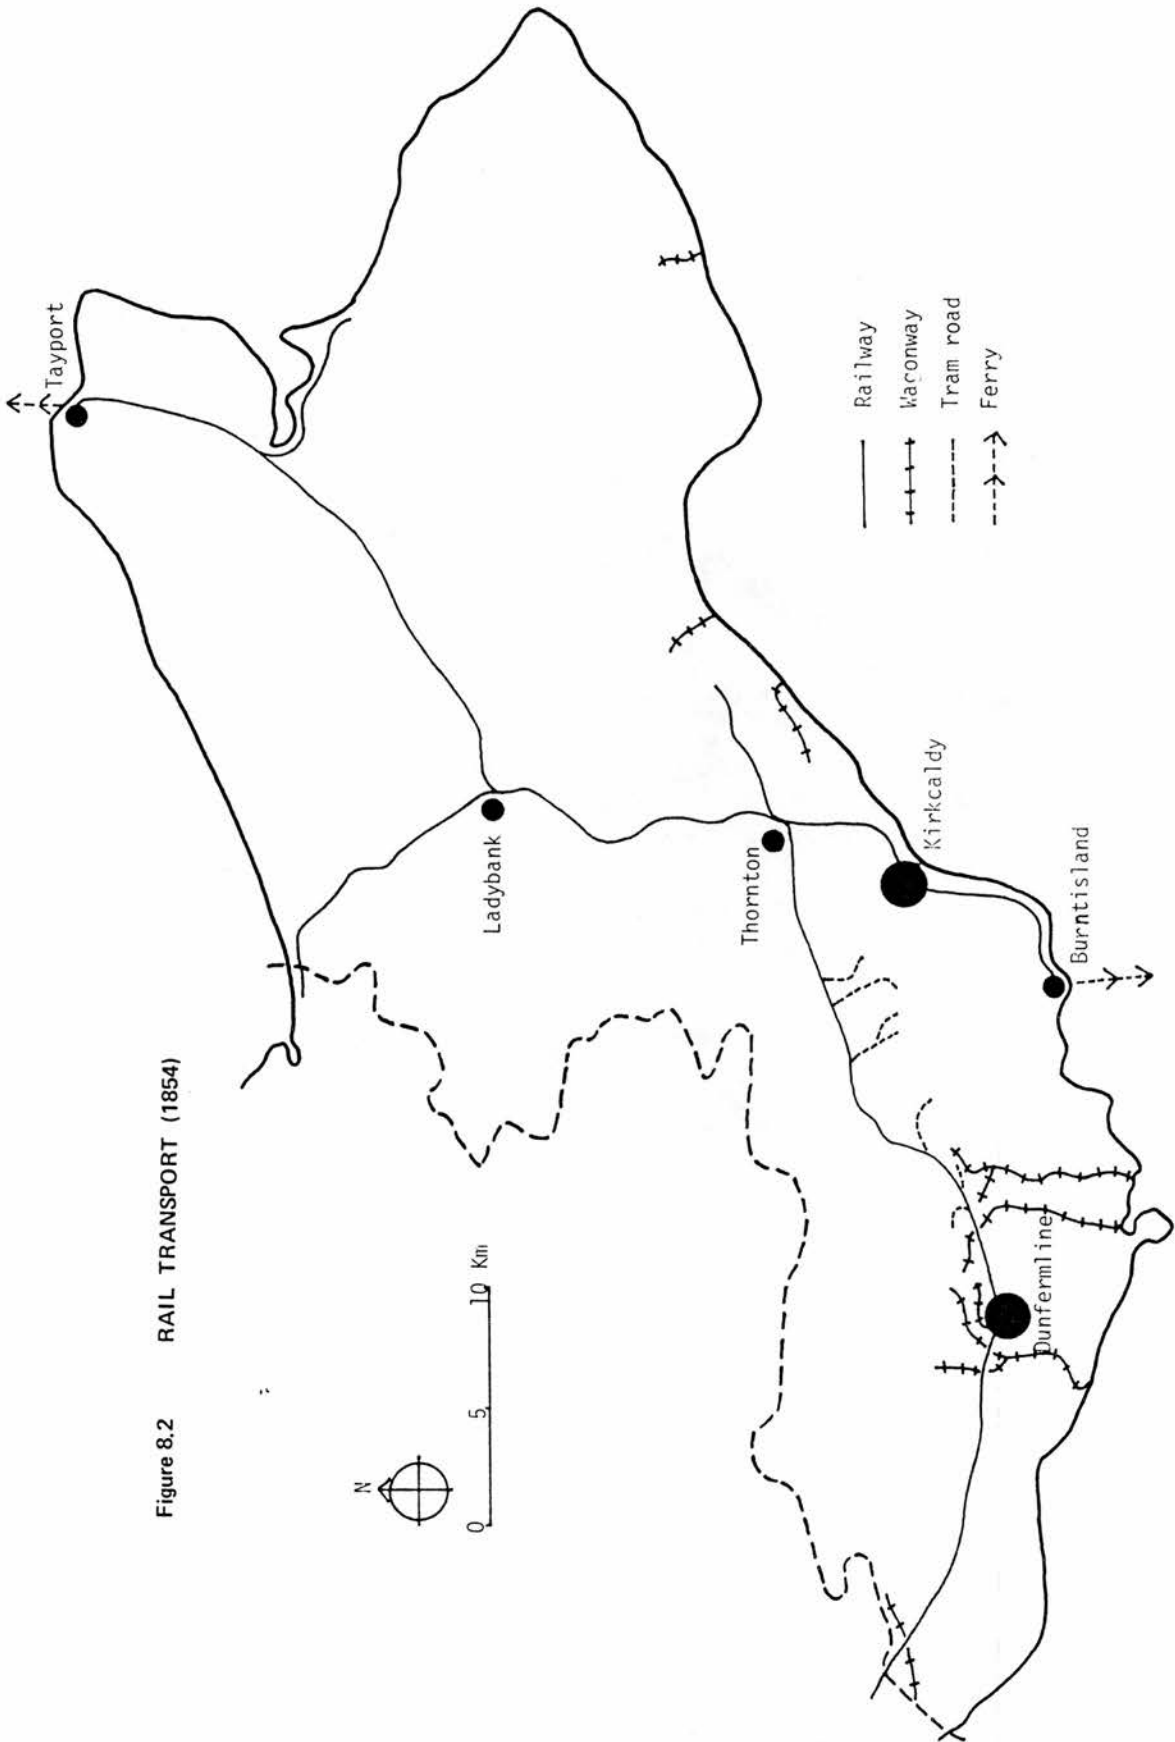 Figure 8.2 RAIL TRANSPORT (1854)
N
0 5 10 Km
Tayport
Ladybank
Thornton
Kirkcaldy
Burntisland
Dunfermline
Railway
Waconway
Tram road
Ferry